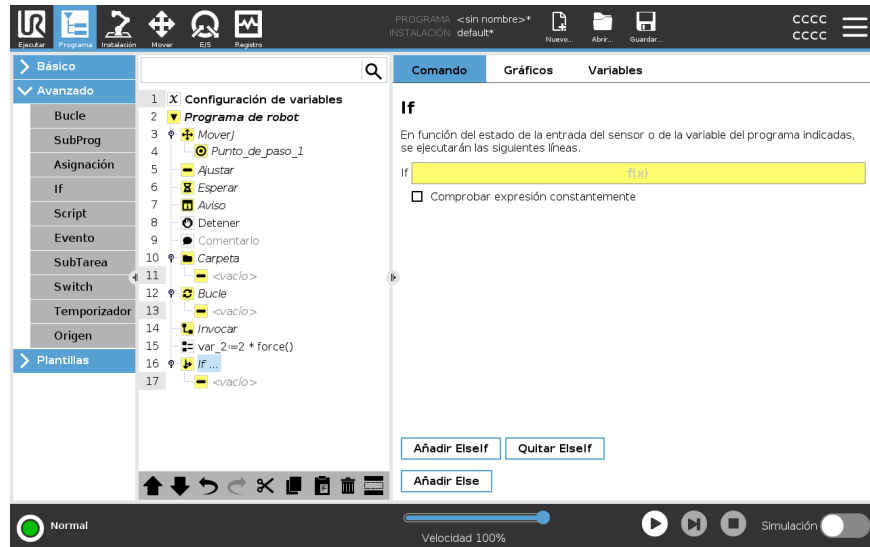 UR
Ejecutar
Programa
Instalación
Mover
E/S
Registro
PROGRAMA <sin nombre>*
INSTALACIÓN default*
Nuevo...
Abrir...
Guardar...
cccc
cccc
Básico
Avanzado
Bucle
SubProg
Asignación
If
Script
Evento
SubTarea
Switch
Temporizador
Origen
Plantillas
1 X Configuración de variables
2 Programa de robot
3 MoverJ
4 Punto_de_paso_1
5 Ajustar
6 Esperar
7 Aviso
8 Detener
9 Comentario
10 Carpeta
11 <vacío>
12 Bucle
13 <vacío>
14 Invocar
15 var_2≔2 * force()
16 If ...
17 <vacío>
Comando
Gráficos
Variables
If
En función del estado de la entrada del sensor o de la variable del programa indicadas,
se ejecutarán las siguientes líneas.
If f(x)
Comprobar expresión constantemente
Añadir ElseIf
Quitar ElseIf
Añadir Else
Normal
Velocidad 100%
Simulación